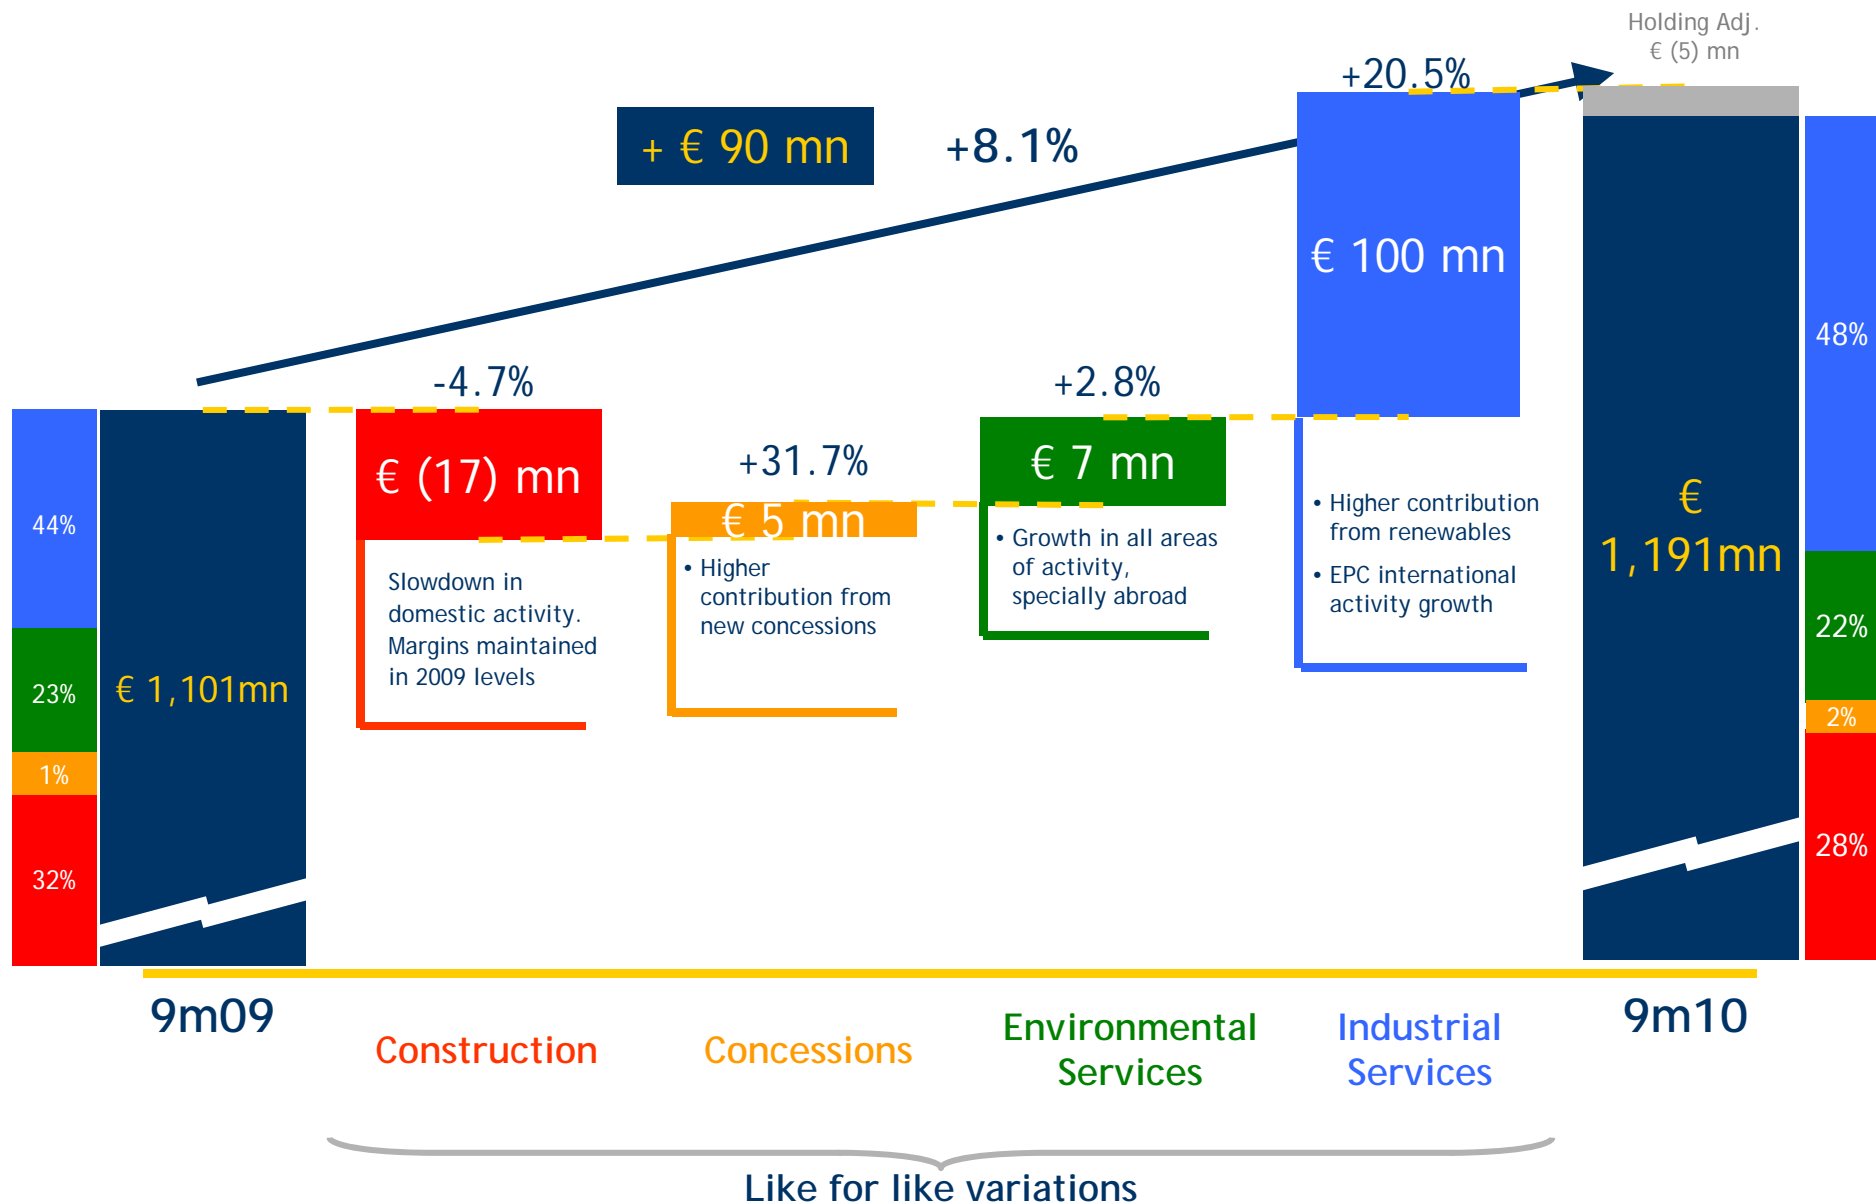 Holding Adj.
€ (5) mn
+20.5%
+ € 90 mn
+8.1%
€ 100 mn
48%
-4.7%
+2.8%
+31.7%
€ (17) mn
€ 5 mn
€ 7 mn
44%
23%
1%
32%
€ 1,101mn
Slowdown in
domestic activity.
Margins maintained
in 2009 levels
• Higher
contribution from
new concessions
• Growth in all areas
of activity,
specially abroad
• Higher contribution
from renewables
• EPC international
activity growth
€
1,191mn
22%
2%
28%
9m09
Construction
Concessions
Environmental
Services
Industrial
Services
9m10
Like for like variations